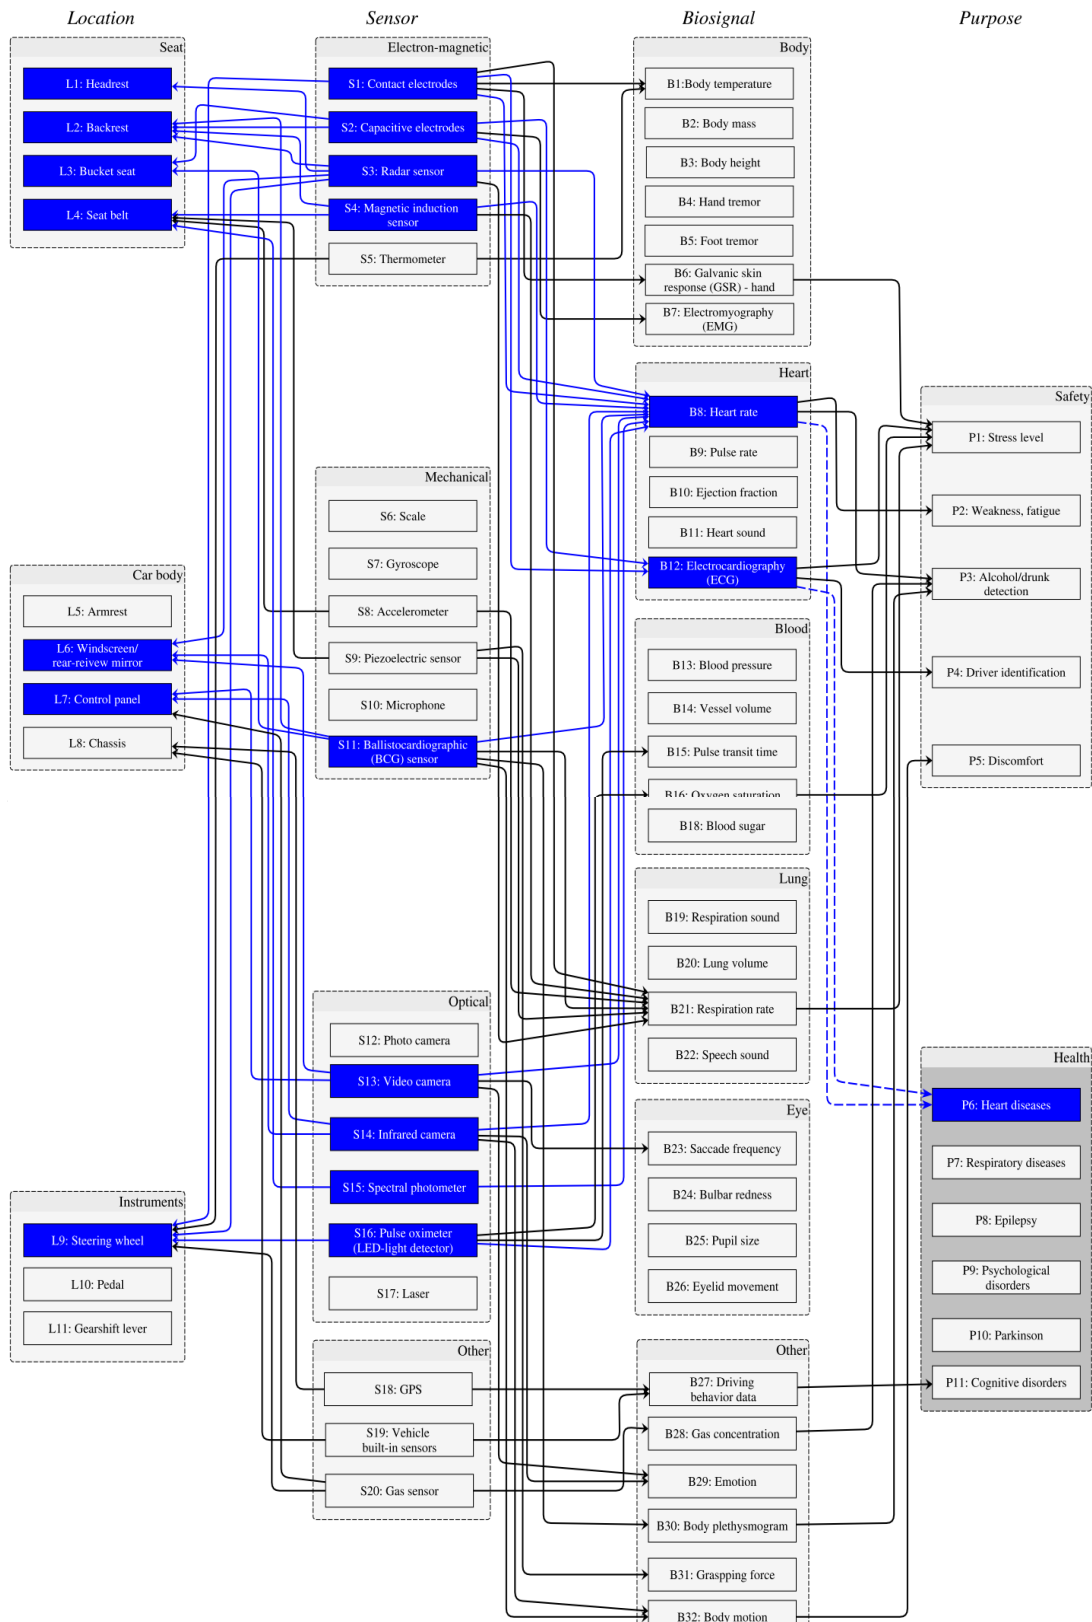 Location
Sensor
Biosignal
Purpose
Seat
L1: Headrest
L2: Backrest
L3: Bucket seat
L4: Seat belt
Car body
L5: Armrest
L6: Windscreen/
rear-reivew mirror
L7: Control panel
L8: Chassis
Instruments
L9: Steering wheel
L10: Pedal
L11: Gearshift lever
Electron-magnetic
S1: Contact electrodes
S2: Capacitive electrodes
S3: Radar sensor
S4: Magnetic induction
sensor
S5: Thermometer
Mechanical
S6: Scale
S7: Gyroscope
S8: Accelerometer
S9: Piezoelectric sensor
S10: Microphone
S11: Ballistocardiographic
(BCG) sensor
Optical
S12: Photo camera
S13: Video camera
S14: Infrared camera
S15: Spectral photometer
S16: Pulse oximeter
(LED-light detector)
S17: Laser
Other
S18: GPS
S19: Vehicle
built-in sensors
S20: Gas sensor
Body
B1:Body temperature
B2: Body mass
B3: Body height
B4: Hand tremor
B5: Foot tremor
B6: Galvanic skin
response (GSR) - hand
B7: Electromyography
(EMG)
Heart
B8: Heart rate
B9: Pulse rate
B10: Ejection fraction
B11: Heart sound
B12: Electrocardiography
(ECG)
Blood
B13: Blood pressure
B14: Vessel volume
B15: Pulse transit time
B16: Oxygen saturation
B18: Blood sugar
Lung
B19: Respiration sound
B20: Lung volume
B21: Respiration rate
B22: Speech sound
Eye
B23: Saccade frequency
B24: Bulbar redness
B25: Pupil size
B26: Eyelid movement
Other
B27: Driving
behavior data
B28: Gas concentration
B29: Emotion
B30: Body plethysmogram
B31: Graspping force
B32: Body motion
Safety
P1: Stress level
P2: Weakness, fatigue
P3: Alcohol/drunk
detection
P4: Driver identification
P5: Discomfort
Health
P6: Heart diseases
P7: Respiratory diseases
P8: Epilepsy
P9: Psychological
disorders
P10: Parkinson
P11: Cognitive disorders